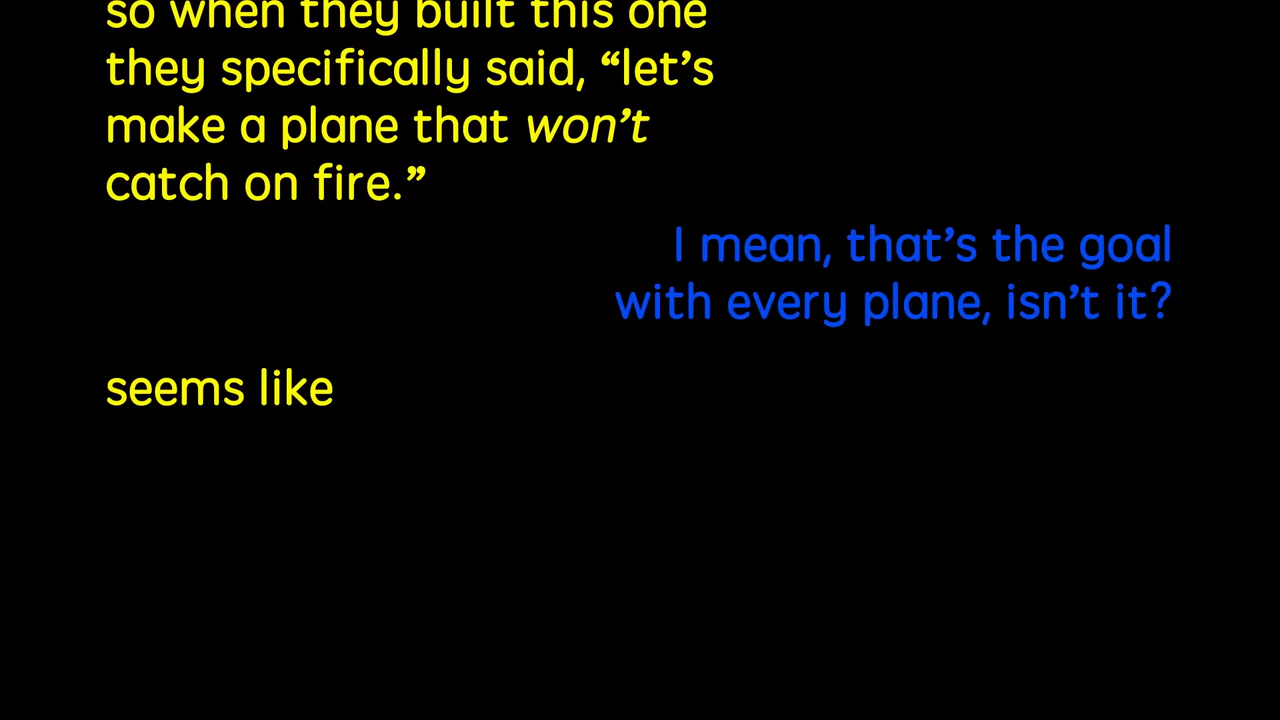 so when they built this one
they specifically said, “let’s
make a plane that won’t
catch on fire.”
I mean, that’s the goal
with every plane, isn’t it?
seems like